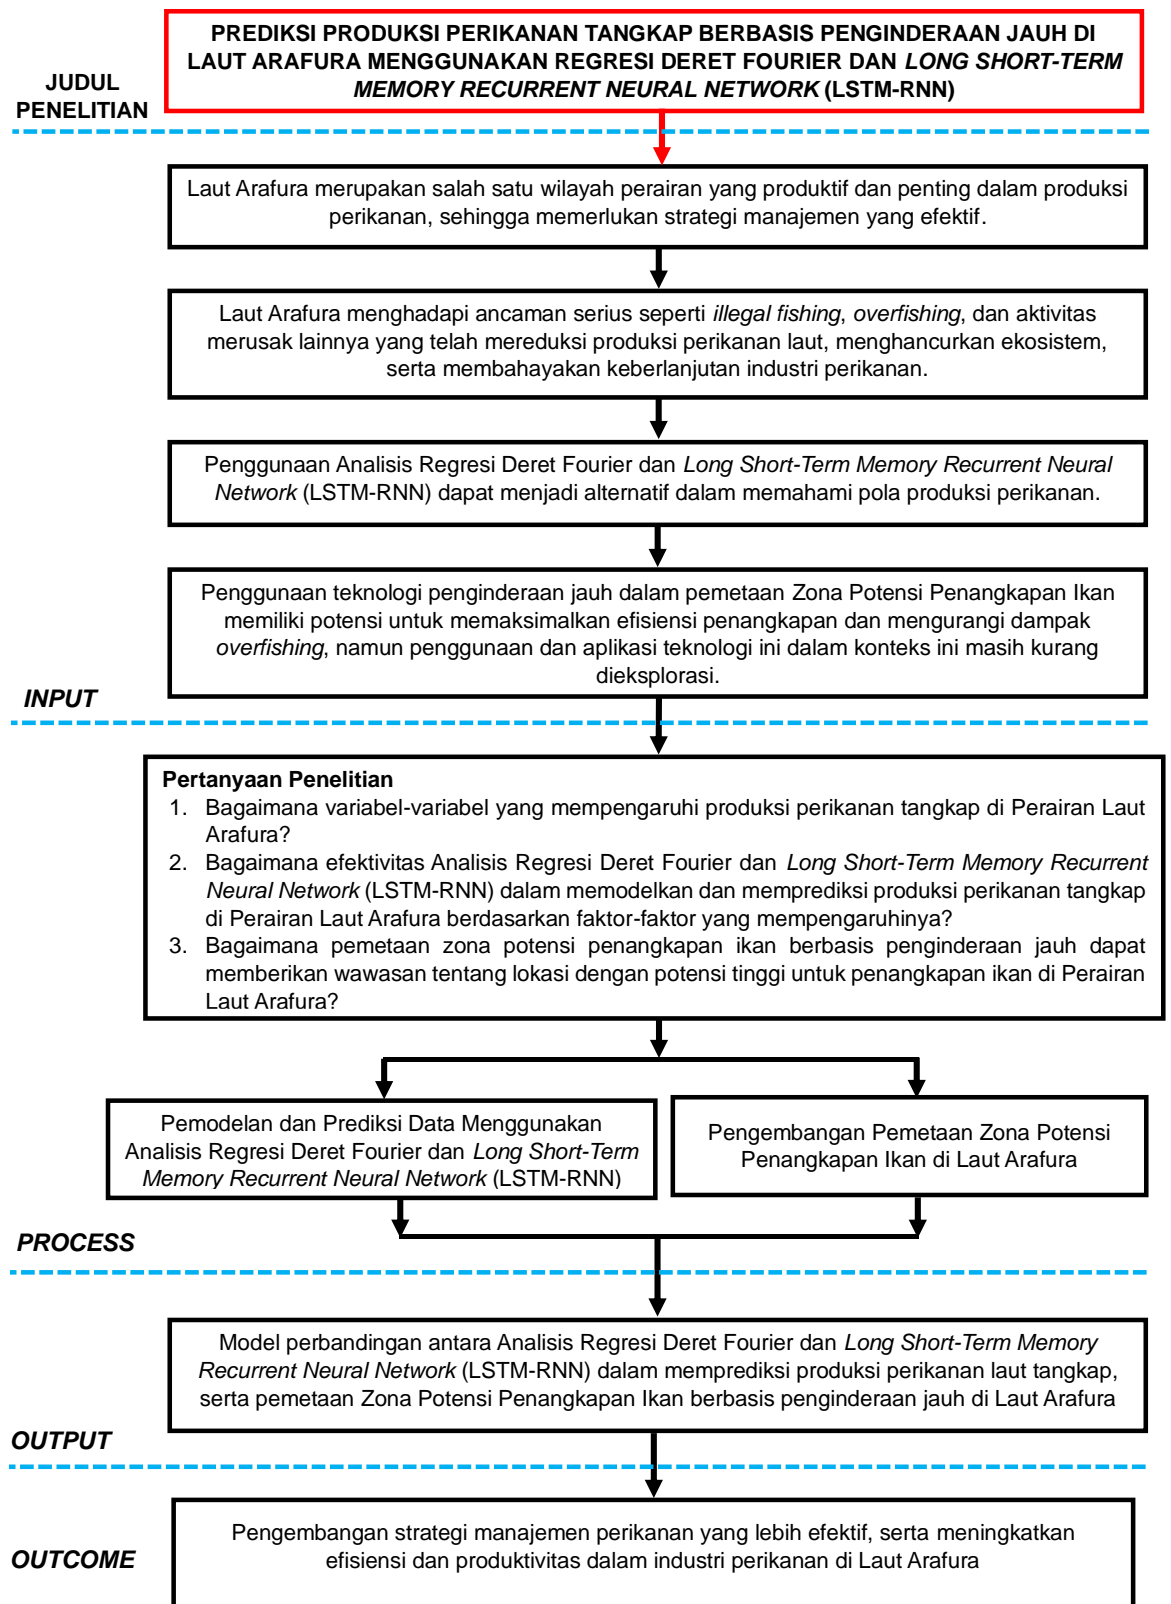 PREDIKSI PRODUKSI PERIKANAN TANGKAP BERBASIS PENGINDERAAN JAUH DI
LAUT ARAFURA MENGGUNAKAN REGRESI DERET FOURIER DAN LONG SHORT-TERM
MEMORY RECURRENT NEURAL NETWORK (LSTM-RNN)
JUDUL
PENELITIAN
Laut Arafura merupakan salah satu wilayah perairan yang produktif dan penting dalam produksi
perikanan, sehingga memerlukan strategi manajemen yang efektif.
Laut Arafura menghadapi ancaman serius seperti illegal fishing, overfishing, dan aktivitas
merusak lainnya yang telah mereduksi produksi perikanan laut, menghancurkan ekosistem,
serta membahayakan keberlanjutan industri perikanan.
Penggunaan Analisis Regresi Deret Fourier dan Long Short-Term Memory Recurrent Neural
Network (LSTM-RNN) dapat menjadi alternatif dalam memahami pola produksi perikanan.
Penggunaan teknologi penginderaan jauh dalam pemetaan Zona Potensi Penangkapan Ikan
memiliki potensi untuk memaksimalkan efisiensi penangkapan dan mengurangi dampak
overfishing, namun penggunaan dan aplikasi teknologi ini dalam konteks ini masih kurang
dieksplorasi.
INPUT
Pertanyaan Penelitian
1. Bagaimana variabel-variabel yang mempengaruhi produksi perikanan tangkap di Perairan Laut
Arafura?
2. Bagaimana efektivitas Analisis Regresi Deret Fourier dan Long Short-Term Memory Recurrent
Neural Network (LSTM-RNN) dalam memodelkan dan memprediksi produksi perikanan tangkap
di Perairan Laut Arafura berdasarkan faktor-faktor yang mempengaruhinya?
3. Bagaimana pemetaan zona potensi penangkapan ikan berbasis penginderaan jauh dapat
memberikan wawasan tentang lokasi dengan potensi tinggi untuk penangkapan ikan di Perairan
Laut Arafura?
Pemodelan dan Prediksi Data Menggunakan
Analisis Regresi Deret Fourier dan Long Short-Term
Memory Recurrent Neural Network (LSTM-RNN)
Pengembangan Pemetaan Zona Potensi
Penangkapan Ikan di Laut Arafura
PROCESS
Model perbandingan antara Analisis Regresi Deret Fourier dan Long Short-Term Memory
Recurrent Neural Network (LSTM-RNN) dalam memprediksi produksi perikanan laut tangkap,
serta pemetaan Zona Potensi Penangkapan Ikan berbasis penginderaan jauh di Laut Arafura
OUTPUT
Pengembangan strategi manajemen perikanan yang lebih efektif, serta meningkatkan
efisiensi dan produktivitas dalam industri perikanan di Laut Arafura
OUTCOME